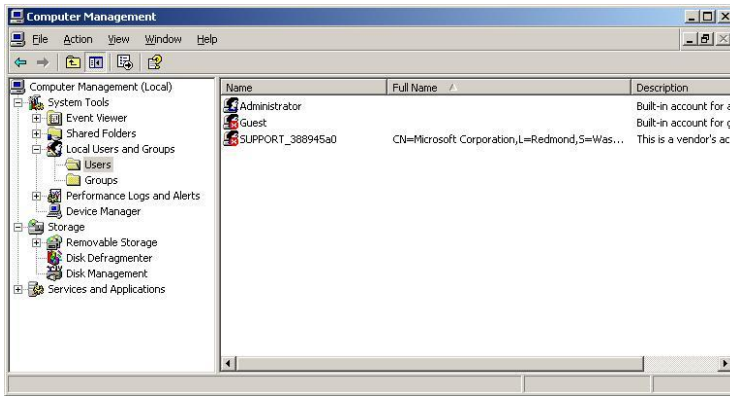 Computer Management
File Action View Window Help
Computer Management (Local)
System Tools
Event Viewer
Shared Folders
Local Users and Groups
Users
Groups
Performance Logs and Alerts
Device Manager
Storage
Removable Storage
Disk Defragmenter
Disk Management
Services and Applications
Name Full Name Description
Administrator Built-in account for a
Guest Built-in account for g
SUPPORT_388945a0 CN=Microsoft Corporation,L=Redmond,S=Was... This is a vendor's ac